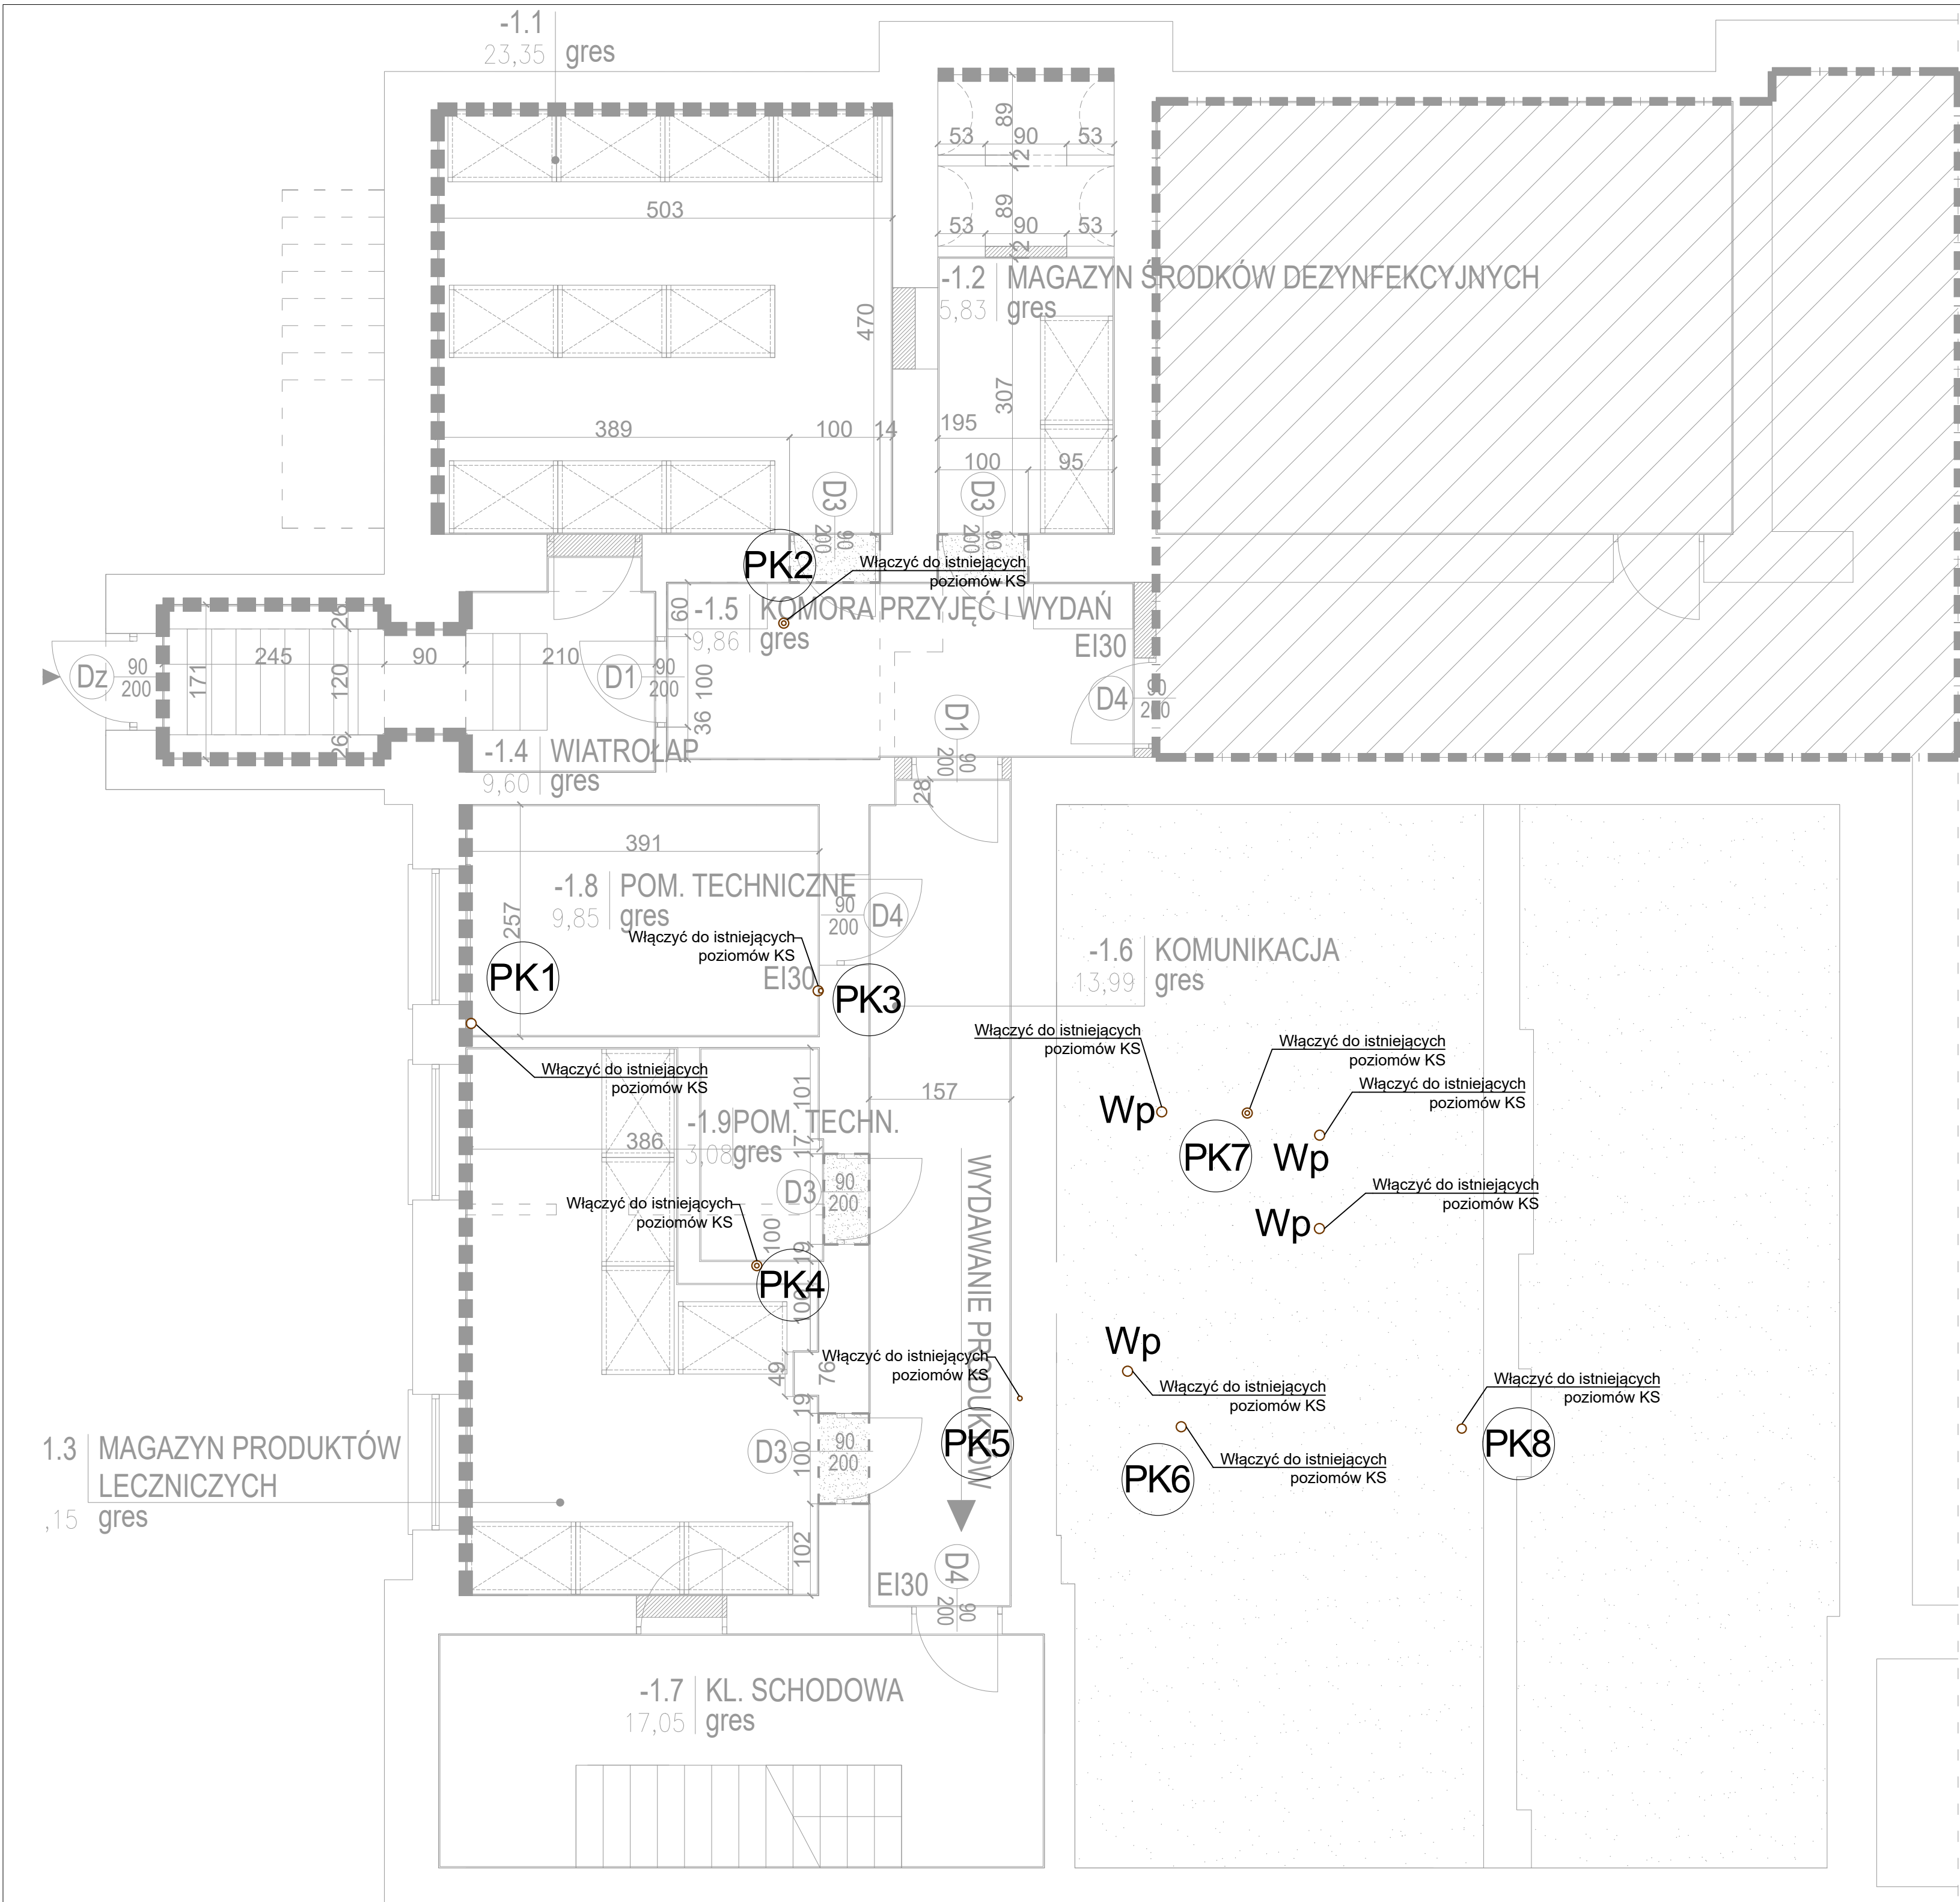 -1.1
23,35 gres
89
53 90 53
12
503
89
53 90 53
12
-1.2 MAGAZYN ŚRODKÓW DEZYNFEKCYJNYCH
5,83 gres
470
307
389 100 14
195
100 95
D3
90
200
D3
90
200
PK2
Włączyć do istniejących
poziomów KS
60
-1.5 KOMORA PRZYJĘĆ I WYDAŃ
9,86 gres
EI30
26
245 90 210
171
120
26
Dz
90
200
D1
90
200
100
36
D4
90
200
D1
90
200
-1.4 WIATROŁAP
9,60 gres
28
391
257
-1.8 POM. TECHNICZNE
9,85 gres
90
200
D4
Włączyć do istniejących
poziomów KS
EI30
PK1
PK3
-1.6 KOMUNIKACJA
13,99 gres
Włączyć do istniejących
poziomów KS
Włączyć do istniejących
poziomów KS
Włączyć do istniejących
poziomów KS
Włączyć do istniejących
poziomów KS
101
157
Wp
PK7
Wp
-1.9 POM. TECHN.
3,08 gres
386
17
D3
90
200
Włączyć do istniejących
poziomów KS
Włączyć do istniejących
poziomów KS
Wp
100
19
PK4
100
WYDAWANIE PRODUKTÓW
Wp
49
76
19
Włączyć do istniejących
poziomów KS
Włączyć do istniejących
poziomów KS
Włączyć do istniejących
poziomów KS
PK5
PK6
PK8
Włączyć do istniejących
poziomów KS
1.3 MAGAZYN PRODUKTÓW
LECZNICZYCH
,15 gres
D3
90
200
100
102
EI30
D4
90
200
-1.7 KL. SCHODOWA
17,05 gres